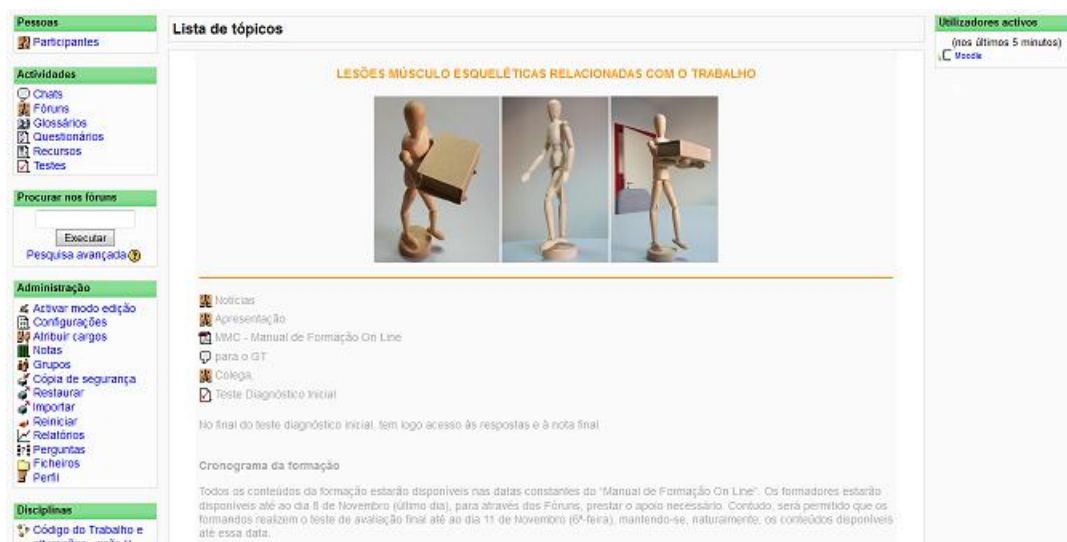 Pessoas
Participantes
Actividades
Chats
Fóruns
Glossários
Questionários
Recursos
Testes
Procurar nos fóruns
Executar
Pesquisa avançada
Administração
Activar modo edição
Configurações
Atribuir cargos
Notas
Grupos
Cópia de segurança
Restaurar
Importar
Reiniciar
Relatórios
Perguntas
Ficheiros
Perfil
Disciplinas
Código do Trabalho e
Lista de tópicos
LESÕES MÚSCULO ESQUELÉTICAS RELACIONADAS COM O TRABALHO
Notícias
Apresentação
MMC - Manual de Formação On Line
para o GT
Colega,
Teste Diagnóstico Inicial
No final do teste diagnóstico inicial, tem logo acesso às respostas e à nota final.
Cronograma da formação
Todos os conteúdos da formação estarão disponíveis nas datas constantes do "Manual de Formação On Line". Os formadores estarão
disponíveis até ao dia 8 de Novembro (último dia), para através dos Fóruns, prestar o apoio necessário. Contudo, será permitido que os
formandos realizem o teste de avaliação final até ao dia 11 de Novembro (6ª-feira), mantendo-se, naturalmente, os conteúdos disponíveis
até essa data.
Utilizadores activos
(nos últimos 5 minutos)
Moodle